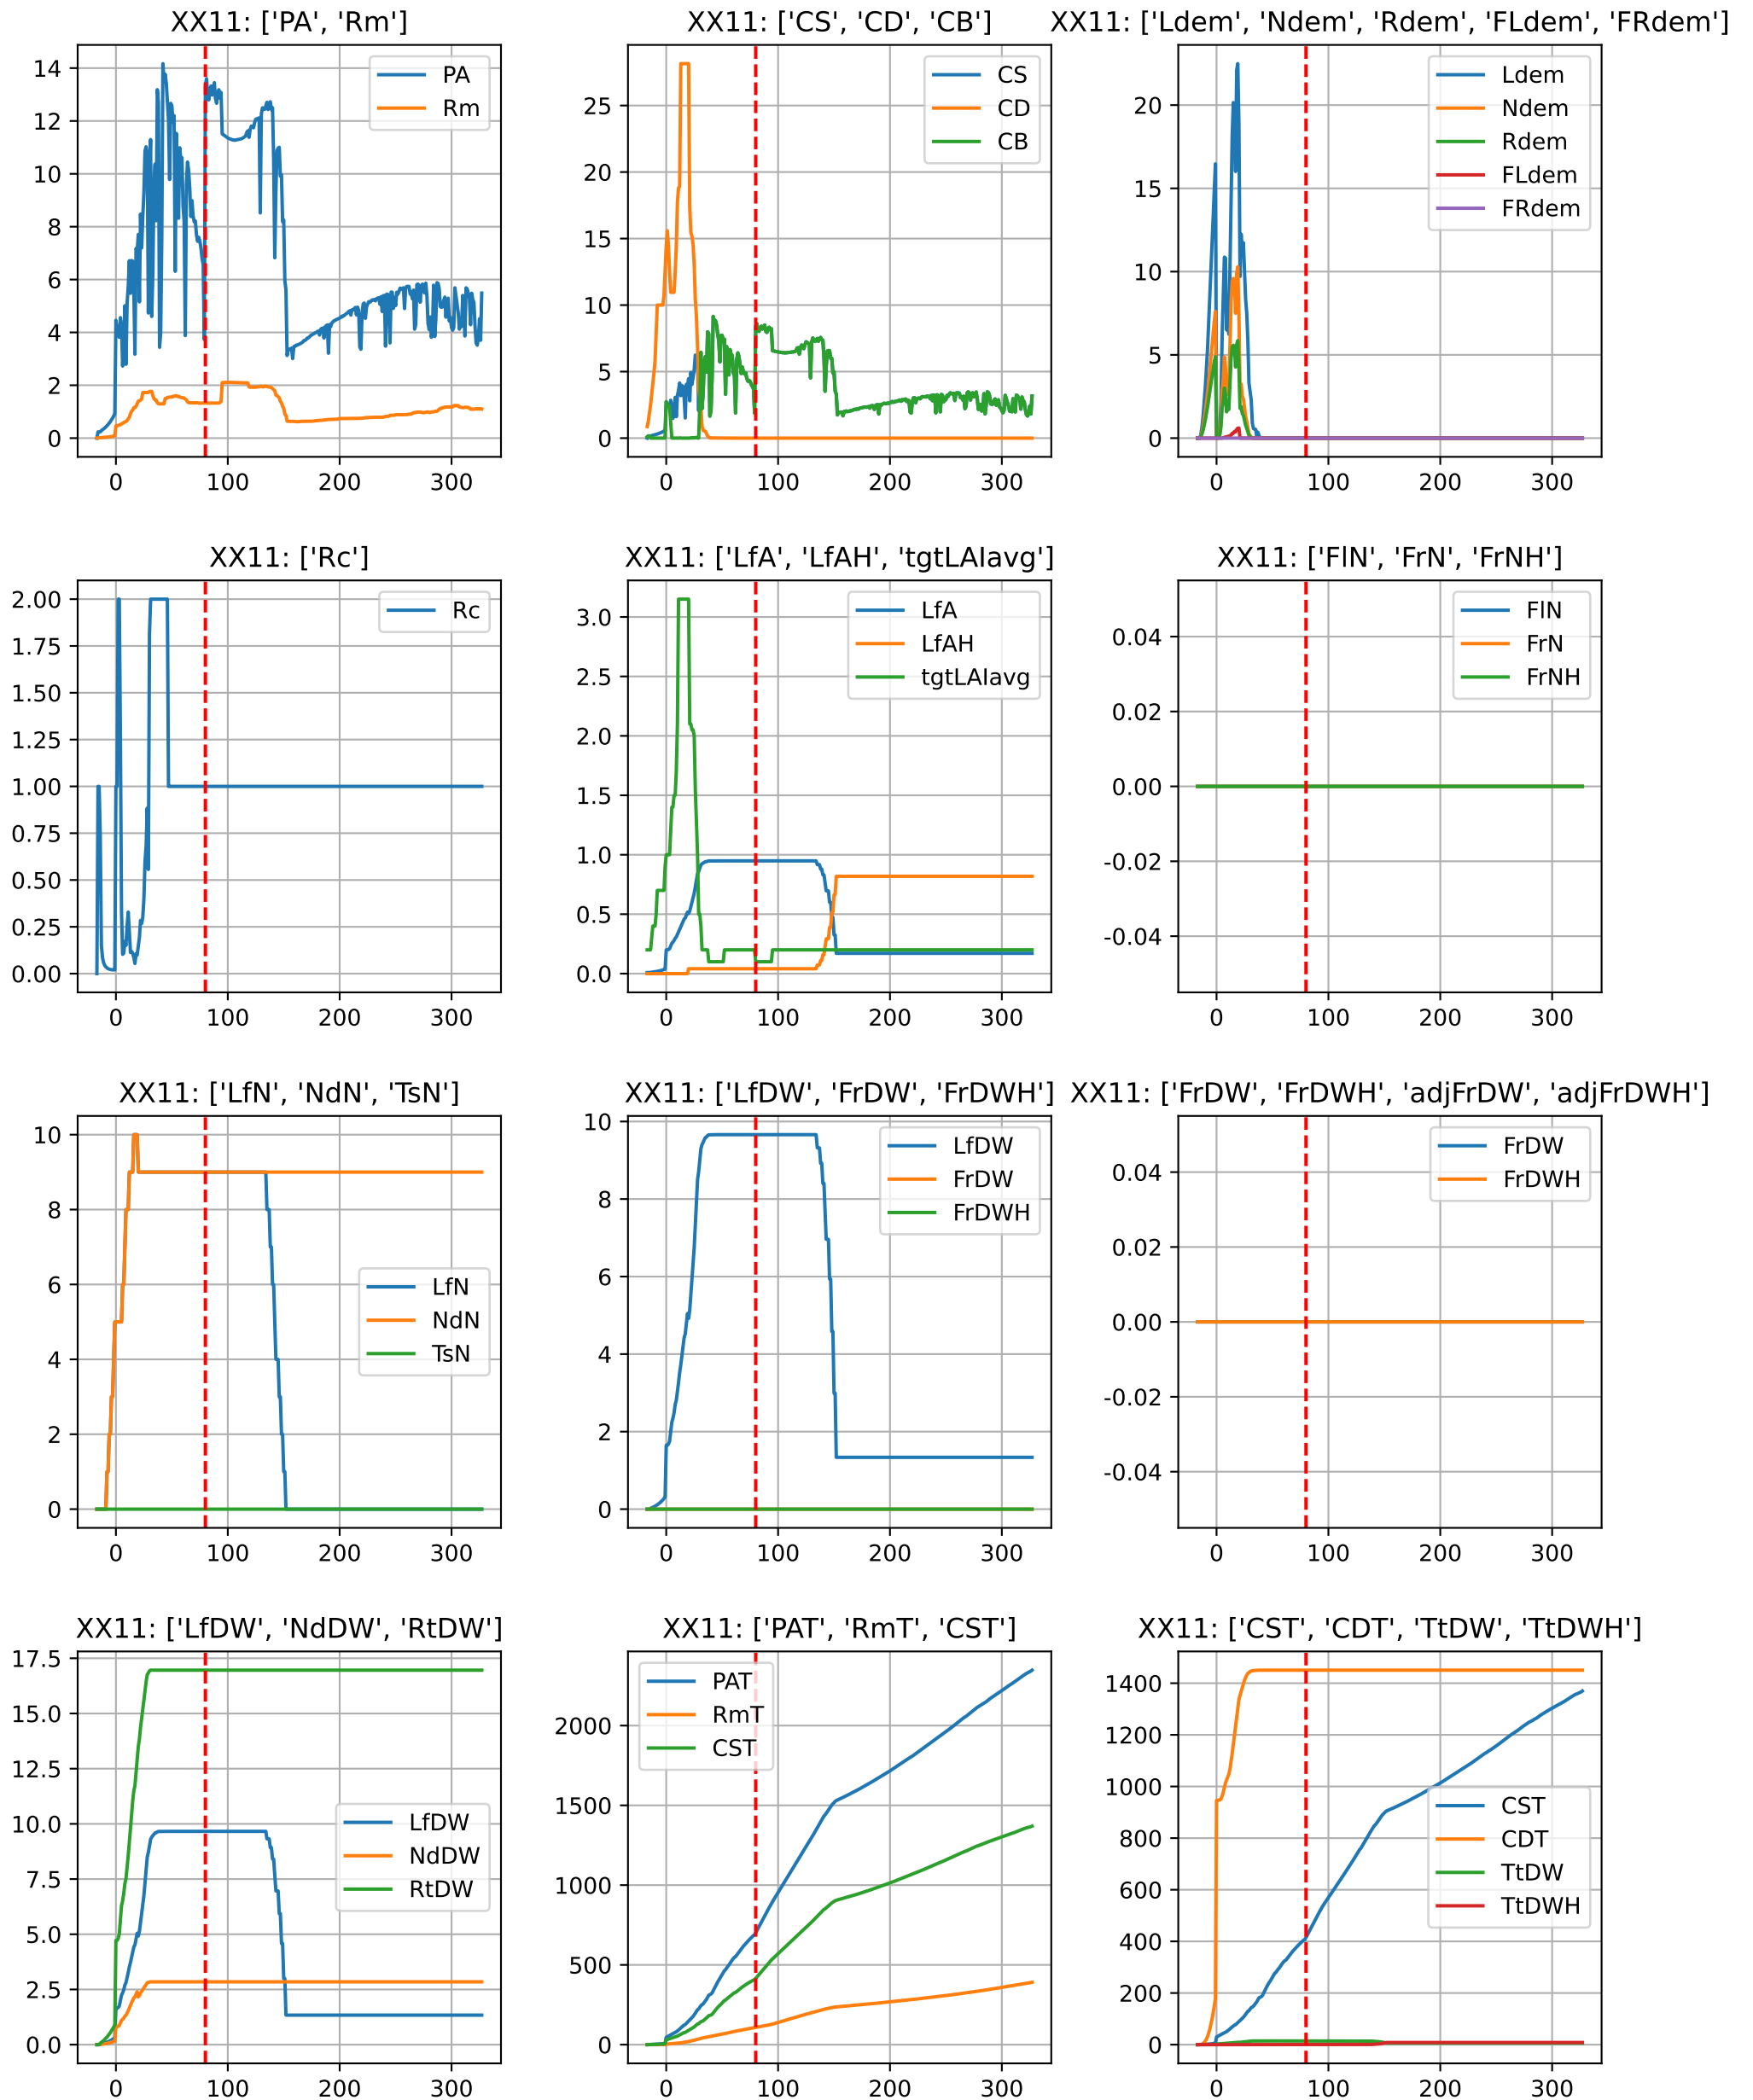 XX11: ['PA', 'Rm']
14
12
10
8
6
4
2
0
0 100 200 300
PA
Rm
XX11: ['CS', 'CD', 'CB']
25
20
15
10
5
0
0 100 200 300
CS
CD
CB
XX11: ['Ldem', 'Ndem', 'Rdem', 'FLdem', 'FRdem']
20
15
10
5
0
0 100 200 300
Ldem
Ndem
Rdem
FLdem
FRdem
XX11: ['Rc']
2.00
1.75
1.50
1.25
1.00
0.75
0.50
0.25
0.00
0 100 200 300
Rc
XX11: ['LfA', 'LfAH', 'tgtLAIavg']
3.0
2.5
2.0
1.5
1.0
0.5
0.0
0 100 200 300
LfA
LfAH
tgtLAIavg
XX11: ['FlN', 'FrN', 'FrNH']
0.04
0.02
0.00
-0.02
-0.04
0 100 200 300
FlN
FrN
FrNH
XX11: ['LfN', 'NdN', 'TsN']
10
8
6
4
2
0
0 100 200 300
LfN
NdN
TsN
XX11: ['LfDW', 'FrDW', 'FrDWH']
10
8
6
4
2
0
0 100 200 300
LfDW
FrDW
FrDWH
XX11: ['FrDW', 'FrDWH', 'adjFrDW', 'adjFrDWH']
0.04
0.02
0.00
-0.02
-0.04
0 100 200 300
FrDW
FrDWH
XX11: ['LfDW', 'NdDW', 'RtDW']
17.5
15.0
12.5
10.0
7.5
5.0
2.5
0.0
0 100 200 300
LfDW
NdDW
RtDW
XX11: ['PAT', 'RmT', 'CST']
2000
1500
1000
500
0
0 100 200 300
PAT
RmT
CST
XX11: ['CST', 'CDT', 'TtDW', 'TtDWH']
1400
1200
1000
800
600
400
200
0
0 100 200 300
CST
CDT
TtDW
TtDWH